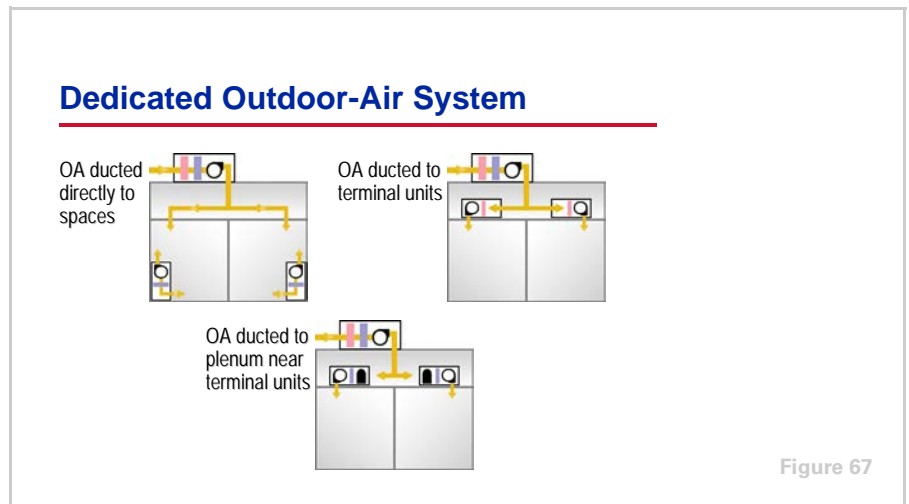 Dedicated Outdoor-Air System
OA ducted
directly to
spaces
OA ducted to
terminal units
OA ducted to
plenum near
terminal units
Figure 67